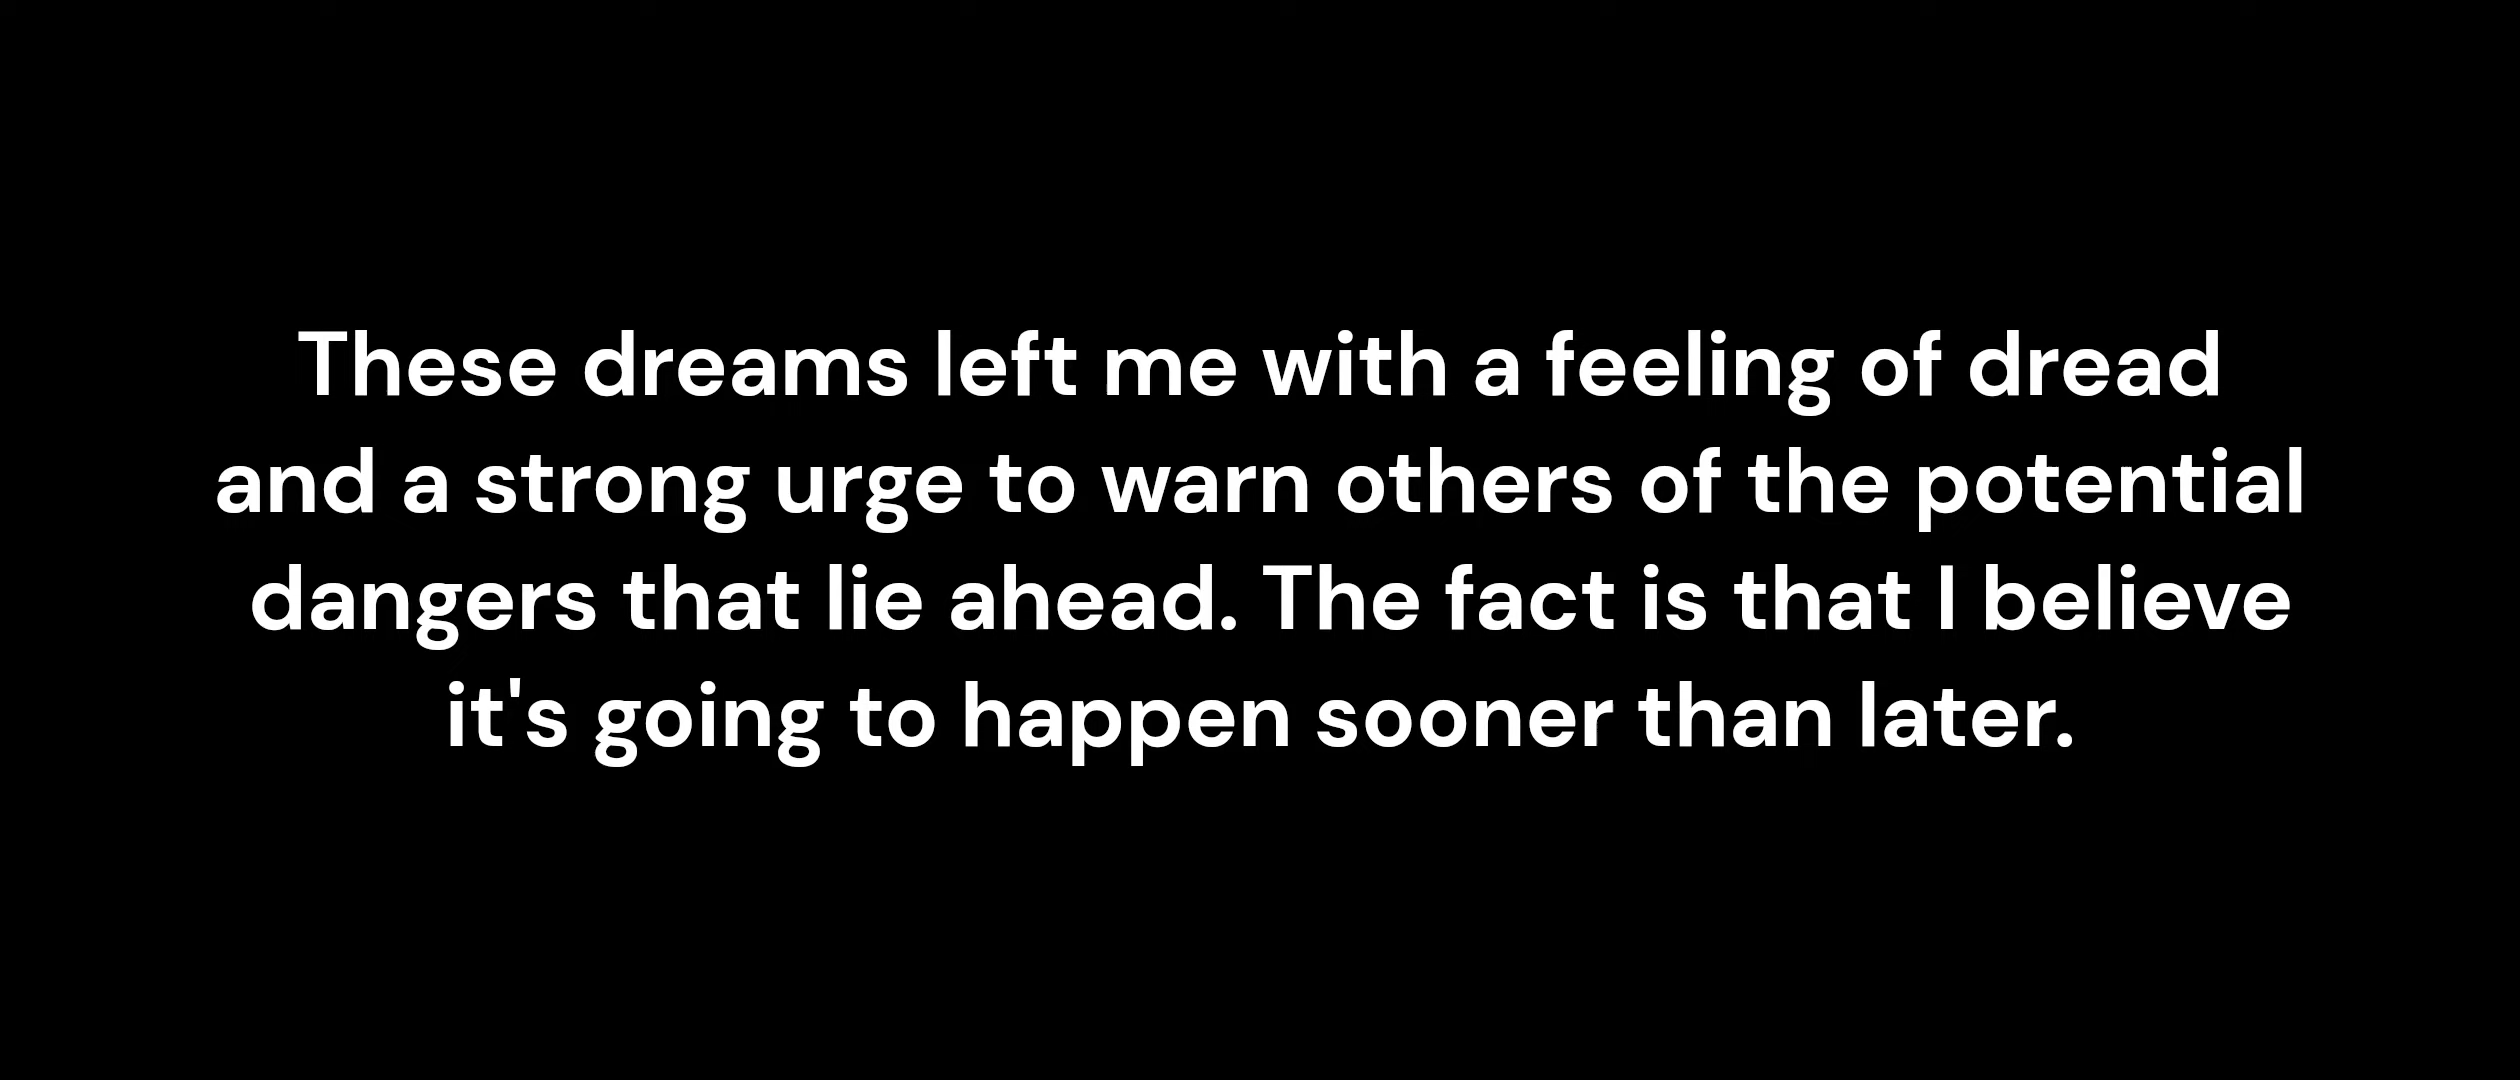 These dreams left me with a feeling of dread
and a strong urge to warn others of the potential
dangers that lie ahead. The fact is that I believe
it's going to happen sooner than later.